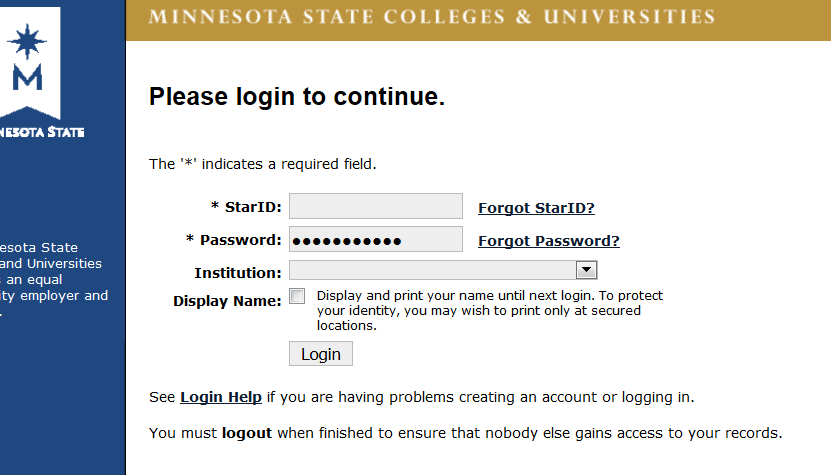 MINNESOTA STATE COLLEGES & UNIVERSITIES
M
NESOTA STATE
Please login to continue.
The '*' indicates a required field.
* StarID:
Forgot StarID?
* Password: ●●●●●●●●●●●
Forgot Password?
Institution:
Display Name:
Display and print your name until next login. To protect
your identity, you may wish to print only at secured
locations.
Login
See Login Help if you are having problems creating an account or logging in.
You must logout when finished to ensure that nobody else gains access to your records.
esota State
and Universities
an equal
ity employer and